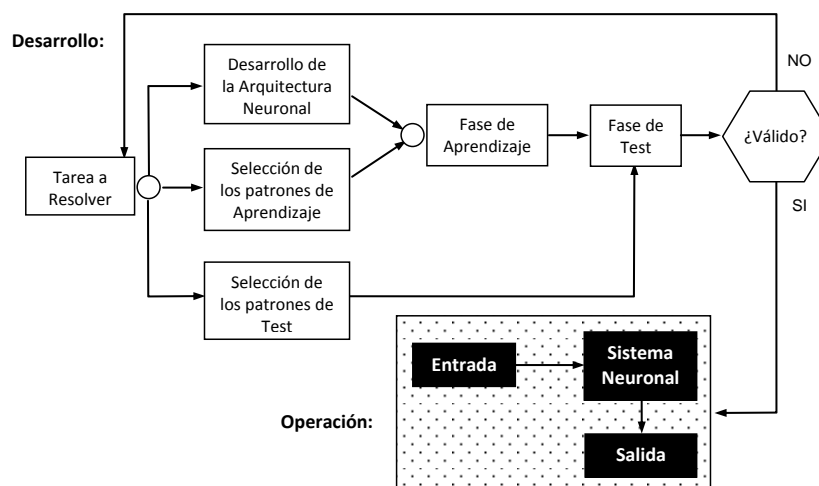 Desarrollo:
Desarrollo de
la Arquitectura
Neuronal
NO
Fase de
Aprendizaje
Fase de
Test
¿Válido?
Tarea a
Resolver
Selección de
los patrones de
Aprendizaje
SI
Selección de
los patrones de
Test
Operación:
Entrada
Sistema
Neuronal
Salida